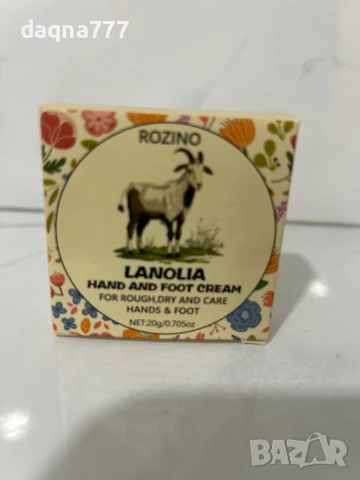 daqna777
ROZINO
LANOLIA
HAND AND FOOT CREAM
FOR ROUGH,DRY AND CARE
HANDS & FOOT
NET:20g/0.705oz
BAZAR